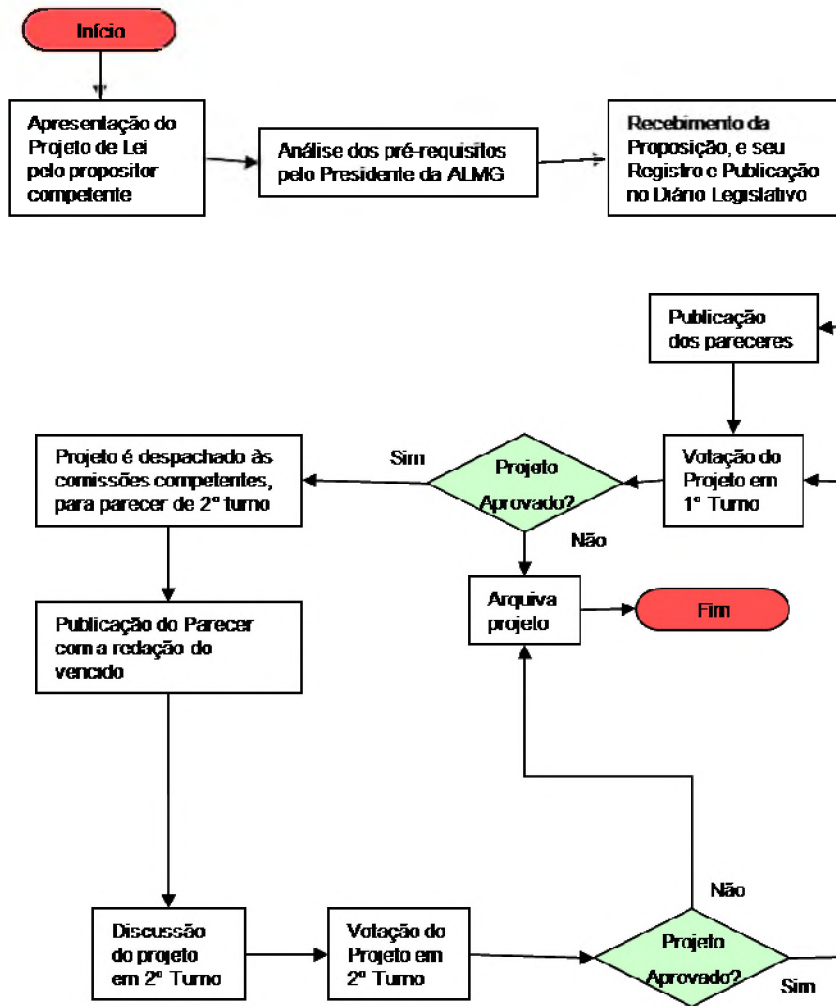 Início
Apresentação do
Projeto de Lei
pelo propositor
competente
Análise dos pré-requisitos
pelo Presidente da ALMG
Recebimento da
Proposição, e seu
Registro e Publicação
no Diário Legislativo
Publicação
dos pareceres
Projeto é despachado às
comissões competentes,
para parecer de 2º turno
Sim
Projeto
Aprovado?
Não
Votação do
Projeto em
1º Turno
Arquiva
projeto
Fim
Publicação do Parecer
com a redação do
vencido
Não
Discussão
do projeto
em 2º Turno
Votação do
Projeto em
2º Turno
Projeto
Aprovado?
Sim